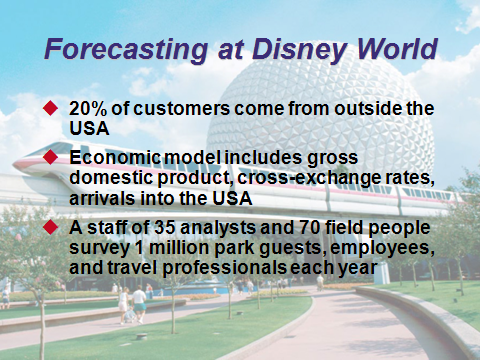 Forecasting at Disney World
20% of customers come from outside the
USA
Economic model includes gross
domestic product, cross-exchange rates,
arrivals into the USA
A staff of 35 analysts and 70 field people
survey 1 million park guests, employees,
and travel professionals each year